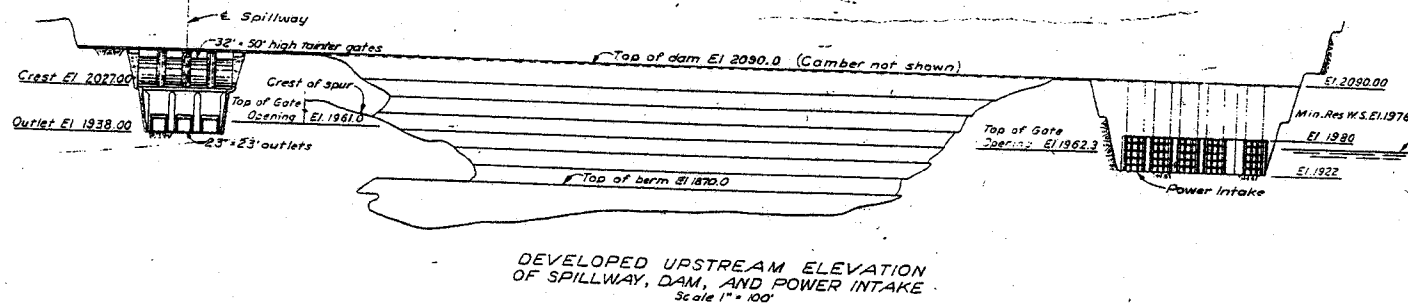 ℄ Spillway
32' × 50' high tainter gates
Crest El. 2027.00
Outlet El 1938.00
23' × 23' outlets
Crest of spur
Top of Gate
Opening El. 1961.0
Top of dam El 2090.0 (Camber not shown)
Top of berm El 1870.0
Top of Gate
Opening El 1962.3
El. 2090.00
Min. Res W.S. El. 1976
El. 1980
El. 1922
Power Intake
DEVELOPED UPSTREAM ELEVATION
OF SPILLWAY, DAM, AND POWER INTAKE
Scale 1" = 100'